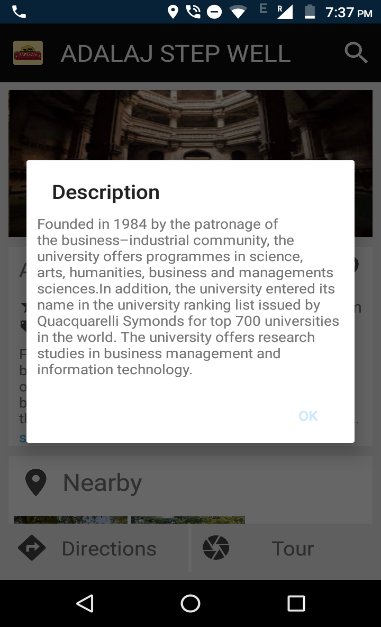 7:37 PM
ADALAJ STEP WELL
Description
Founded in 1984 by the patronage of
the business–industrial community, the
university offers programmes in science,
arts, humanities, business and managements
sciences.In addition, the university entered its
name in the university ranking list issued by
Quacquarelli Symonds for top 700 universities
in the world. The university offers research
studies in business management and
information technology.
OK
Nearby
Directions
Tour